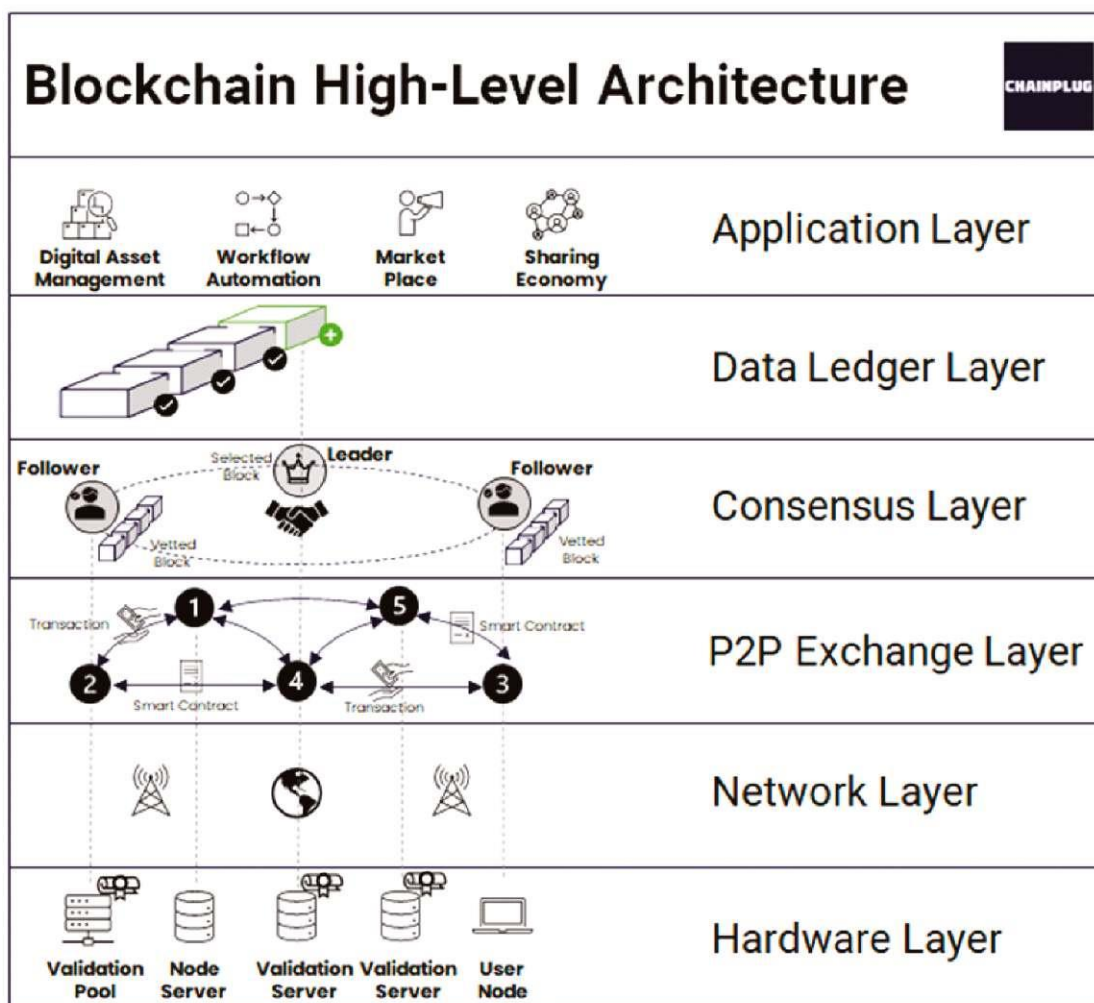 Blockchain High-Level Architecture
CHAINPLUG
Digital Asset
Management
Workflow
Automation
Market
Place
Sharing
Economy
Application Layer
Data Ledger Layer
Follower
Selected
Block
Leader
Follower
Vetted
Block
Vetted
Block
Consensus Layer
1
5
Transaction
Smart Contract
2
4
3
Smart Contract
Transaction
P2P Exchange Layer
Network Layer
Validation
Pool
Node
Server
Validation
Server
Validation
Server
User
Node
Hardware Layer